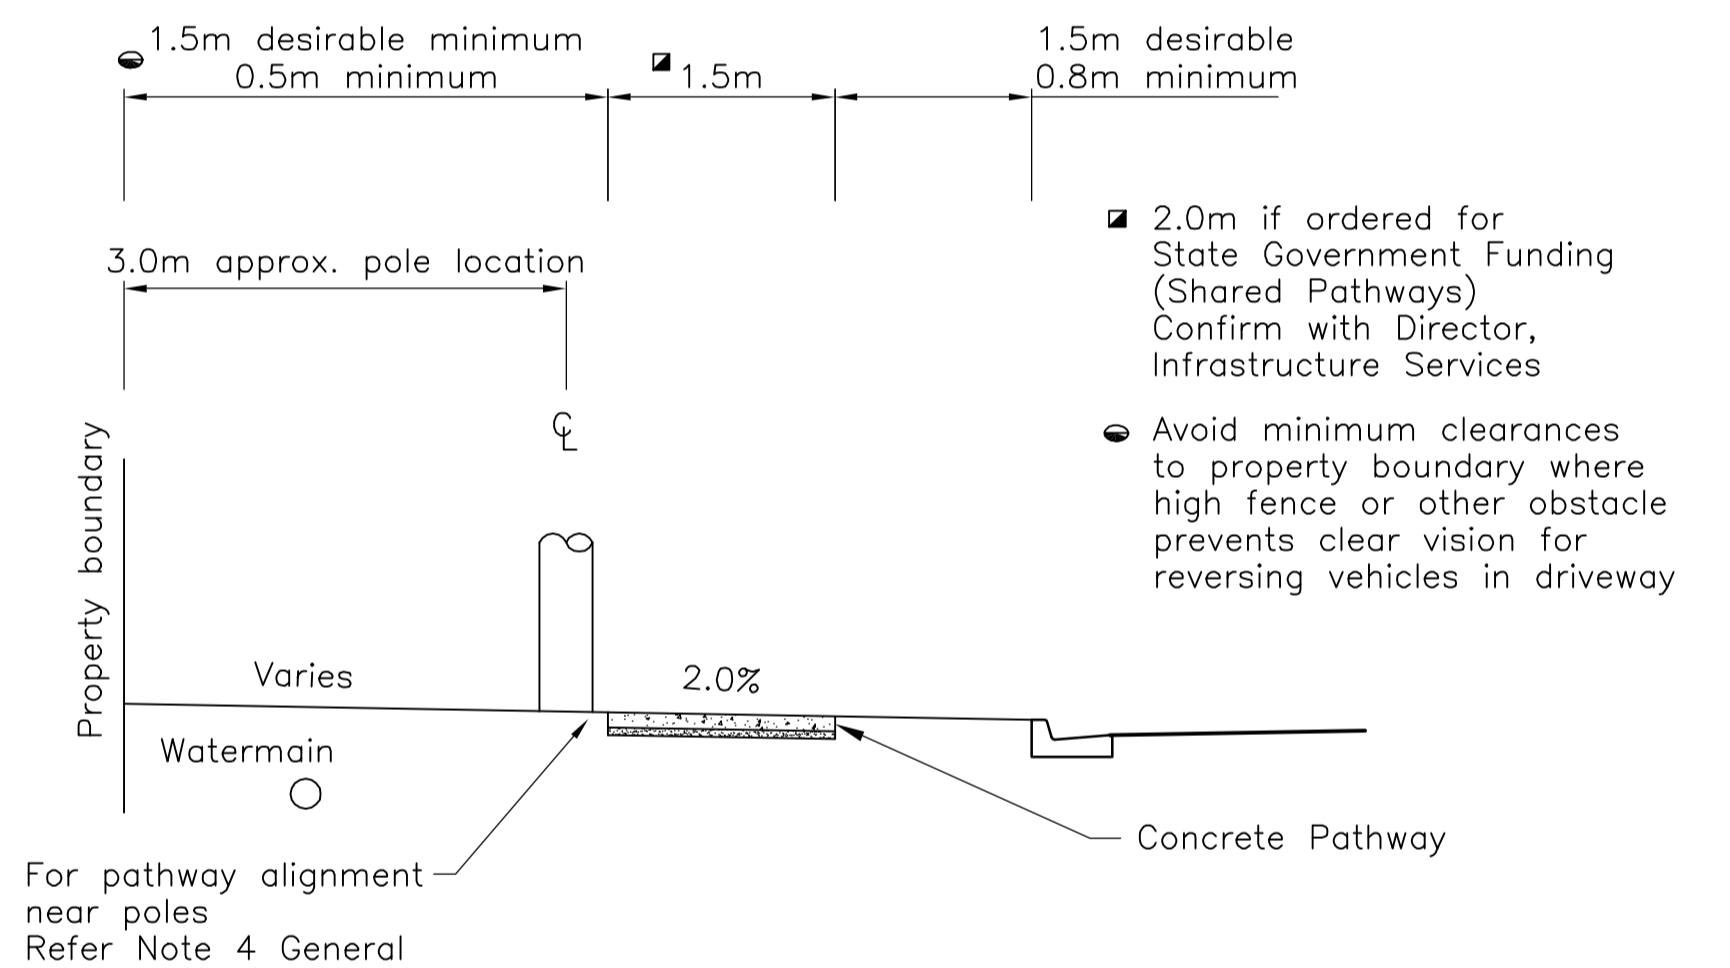 1.5m desirable minimum
0.5m minimum
1.5m
1.5m desirable
0.8m minimum
3.0m approx. pole location
2.0m if ordered for
State Government Funding
(Shared Pathways)
Confirm with Director,
Infrastructure Services
℄
Avoid minimum clearances
to property boundary where
high fence or other obstacle
prevents clear vision for
reversing vehicles in driveway
Property boundary
Varies
2.0%
Watermain
Concrete Pathway
For pathway alignment
near poles
Refer Note 4 General